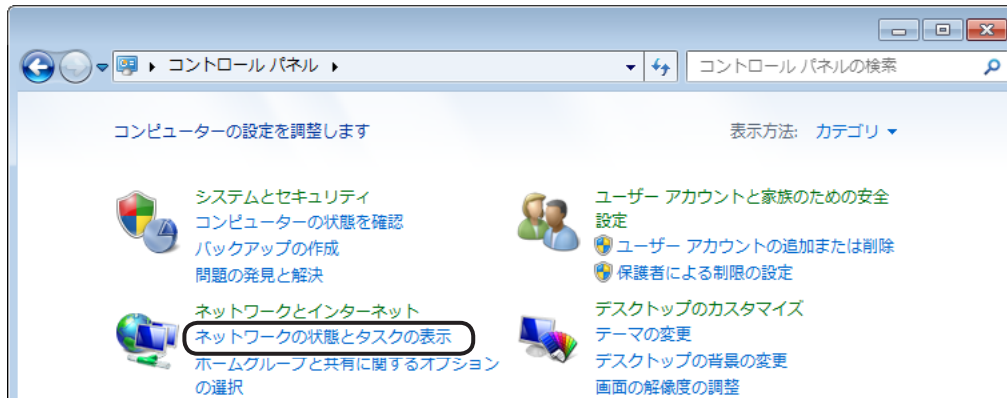 コントロール パネル
コントロール パネルの検索
コンピューターの設定を調整します
表示方法: カテゴリ
システムとセキュリティ
コンピューターの状態を確認
バックアップの作成
問題の発見と解決
ネットワークとインターネット
ネットワークの状態とタスクの表示
ホームグループと共有に関するオプション
の選択
ユーザー アカウントと家族のための安全
設定
ユーザー アカウントの追加または削除
保護者による制限の設定
デスクトップのカスタマイズ
テーマの変更
デスクトップの背景の変更
画面の解像度の調整